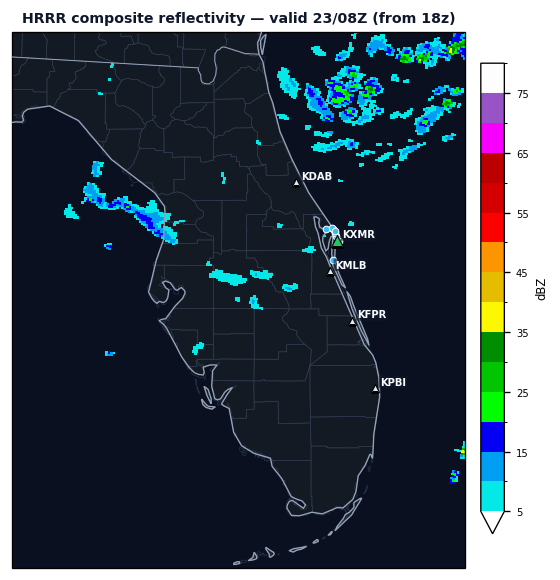 HRRR composite reflectivity — valid 23/08Z (from 18z)
KDAB
KXMR
KMLB
KFPR
KPBI
75
65
55
45
35
25
15
5
dBZ